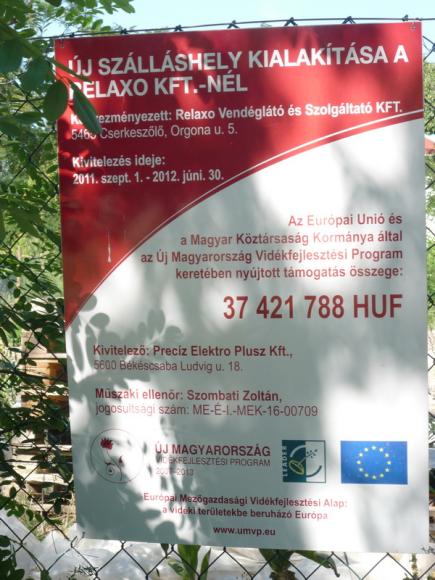 ÚJ SZÁLLÁSHELY KIALAKÍTÁSA A
RELAXO KFT.-NÉL
Kedvezményezett: Relaxo Vendéglátó és Szolgáltató KFT.
5465 Cserkeszőlő, Orgona u. 5.
Kivitelezés ideje:
2011. szept. 1. - 2012. júni. 30.
Az Európai Unió és
a Magyar Köztársaság Kormánya által
az Új Magyarország Vidékfejlesztési Program
keretében nyújtott támogatás összege:
37 421 788 HUF
Kivitelező: Precíz Elektro Plusz Kft.,
5600 Békéscsaba Ludvig u. 18.
Műszaki ellenőr: Szombati Zoltán,
jogosultsági szám: ME-É-I.-MEK-16-00709
ÚJ MAGYARORSZÁG
VIDÉKFEJLESZTÉSI PROGRAM
2007-2013
LEADER
Európai Mezőgazdasági Vidékfejlesztési Alap:
a vidéki területekbe beruházó Európa
www.umvp.eu